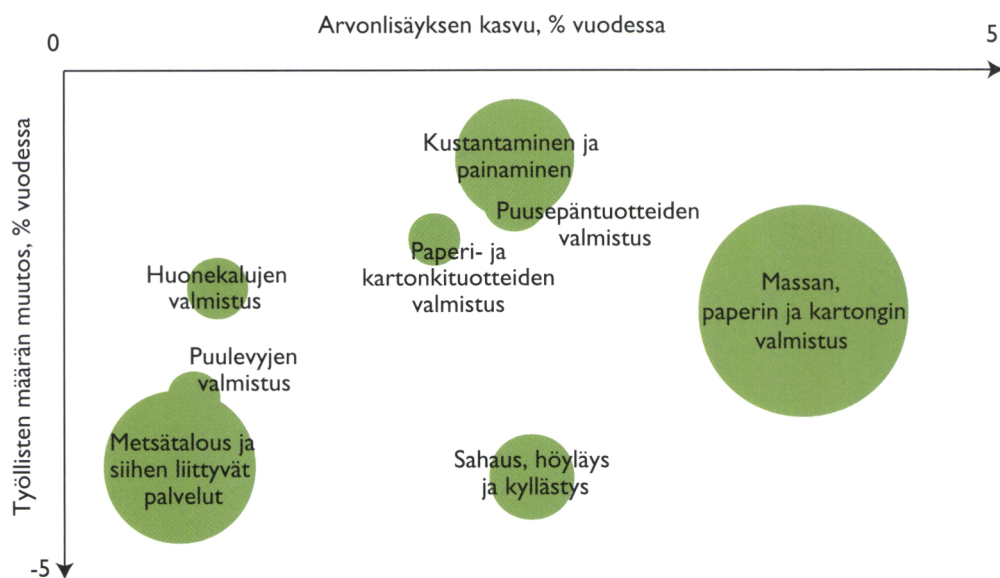 Arvonlisäyksen kasvu, % vuodessa
0
5
Työllisten määrän muutos, % vuodessa
-5
Kustantaminen ja
painaminen
Puusepäntuotteiden
valmistus
Paperi- ja
kartonkituotteiden
valmistus
Huonekalujen
valmistus
Massan,
paperin ja kartongin
valmistus
Puulevyjen
valmistus
Metsätalous ja
siihen liittyvät
palvelut
Sahaus, höyläys
ja kyllästys